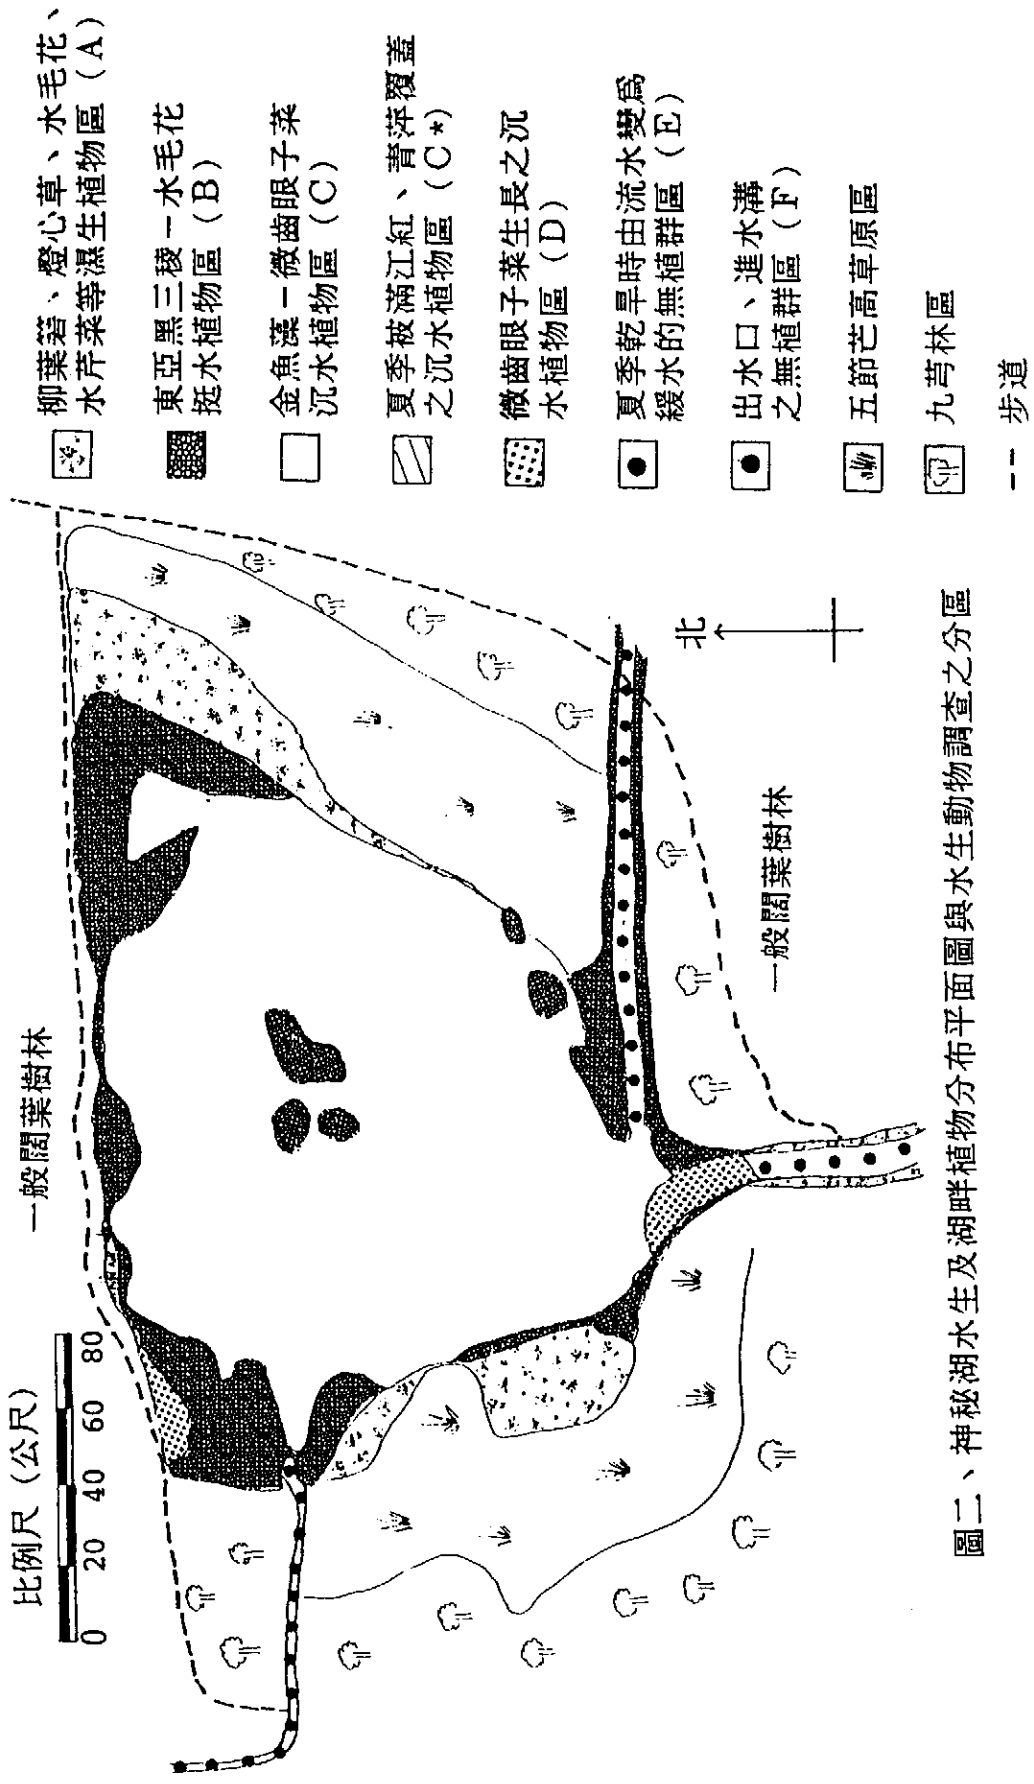 一般闊葉樹林
比例尺（公尺）
0 20 40 60 80
北
一般闊葉樹林
柳葉箬、燈心草、水毛花、
水芹菜等濕生植物區（A）
東亞黑三稜－水毛花
挺水植物區（B）
金魚藻－微齒眼子菜
沉水植物區（C）
夏季被滿江紅、青萍覆蓋
之沉水植物區（C*）
微齒眼子菜生長之沉
水植物區（D）
夏季乾旱時由流水變爲
緩水的無植群區（E）
出水口、進水溝
之無植群區（F）
五節芒高草原區
九芎林區
步道
圖二、神秘湖水生及湖畔植物分布平面圖與水生動物調查之分區